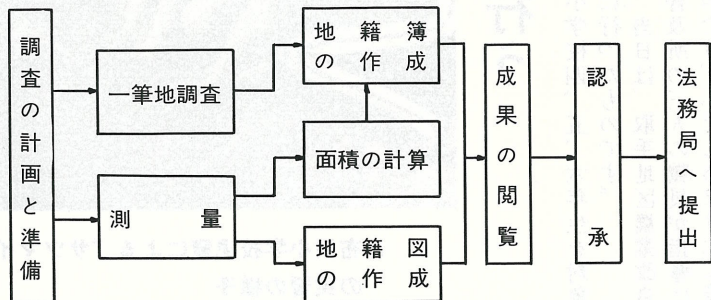 調査の計画と準備
一筆地調査
測量
地籍簿
の作成
面積の計算
地籍図
の作成
成果の閲覧
認承
法務局へ提出